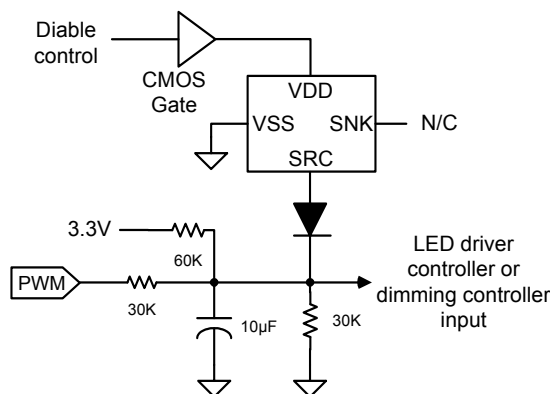 Diable
control
CMOS
Gate
VDD
VSS
SNK
N/C
SRC
3.3V
60K
PWM
30K
10µF
30K
LED driver
controller or
dimming controller
input